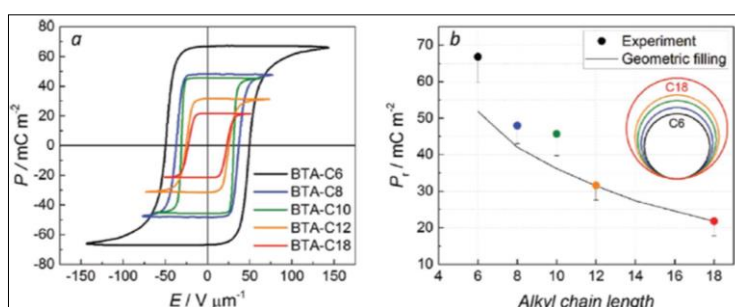 a
P / mC m⁻²
80
60
40
20
0
-20
-40
-60
-80
BTA-C6
BTA-C8
BTA-C10
BTA-C12
BTA-C18
-150 -100 -50 0 50 100 150
E / V μm⁻¹
b
Pr / mC m⁻²
70
60
50
40
30
20
10
Experiment
Geometric filling
C18
C6
4 6 8 10 12 14 16 18
Alkyl chain length